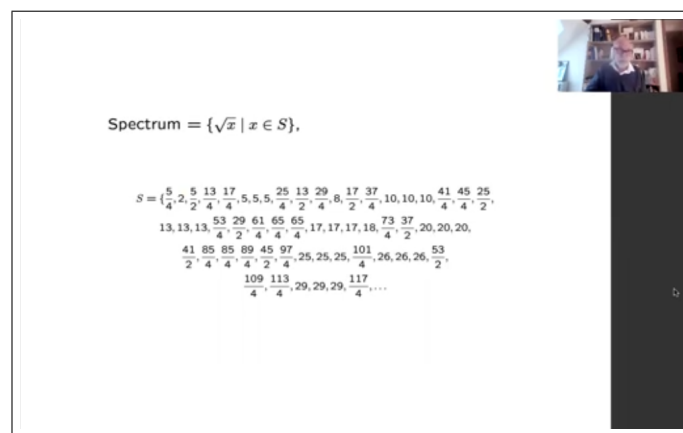 Spectrum = {√x | x ∈ S},
S = {5/4, 2, 5/2, 13/4, 17/4, 5, 5, 5, 25/4, 13/2, 29/4, 8, 17/2, 37/4, 10, 10, 10, 41/4, 45/4, 25/2,
13, 13, 13, 53/4, 29/2, 61/4, 65/4, 65/4, 17, 17, 17, 18, 73/4, 37/2, 20, 20, 20,
41/2, 85/4, 85/4, 89/4, 45/2, 97/4, 25, 25, 25, 101/4, 26, 26, 26, 53/2,
109/4, 113/4, 29, 29, 29, 117/4, ...